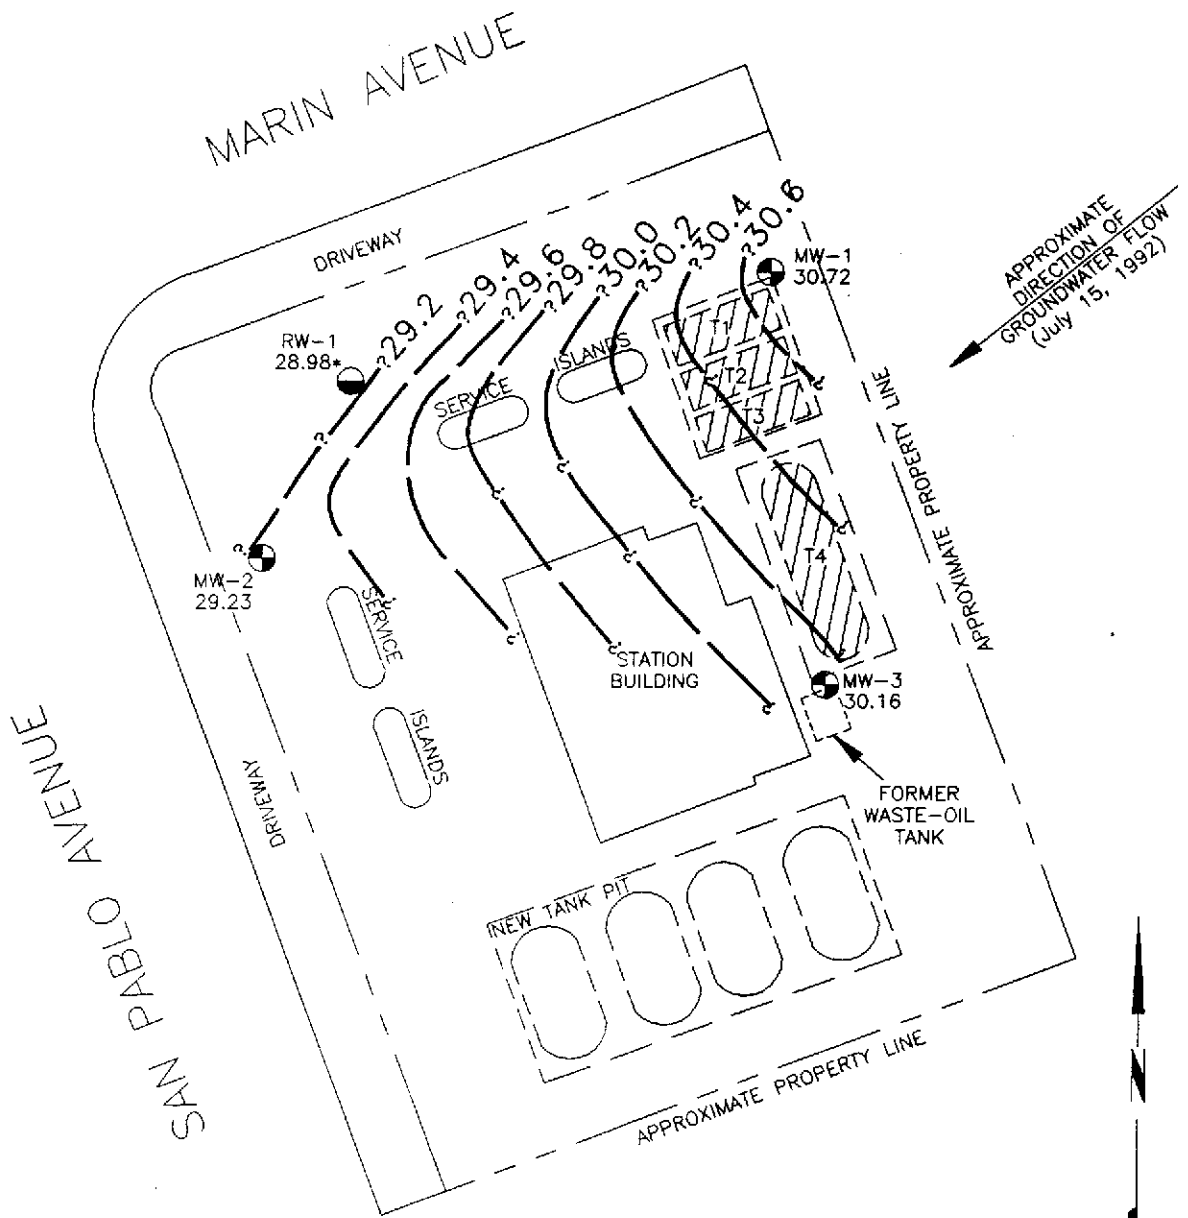 MARIN AVENUE
DRIVEWAY
29.2
29.4
29.6
29.8
30.0
30.2
30.4
30.6
MW-1
30.72
APPROXIMATE
DIRECTION OF
GROUNDWATER FLOW
(July 15, 1992)
RW-1
28.98*
SERVICE
ISLANDS
T1
T2
T3
T4
APPROXIMATE PROPERTY LINE
MW-2
29.23
SERVICE
ISLANDS
STATION
BUILDING
MW-3
30.16
FORMER
WASTE-OIL
TANK
SAN PABLO AVENUE
DRIVEWAY
NEW TANK PIT
APPROXIMATE PROPERTY LINE
N